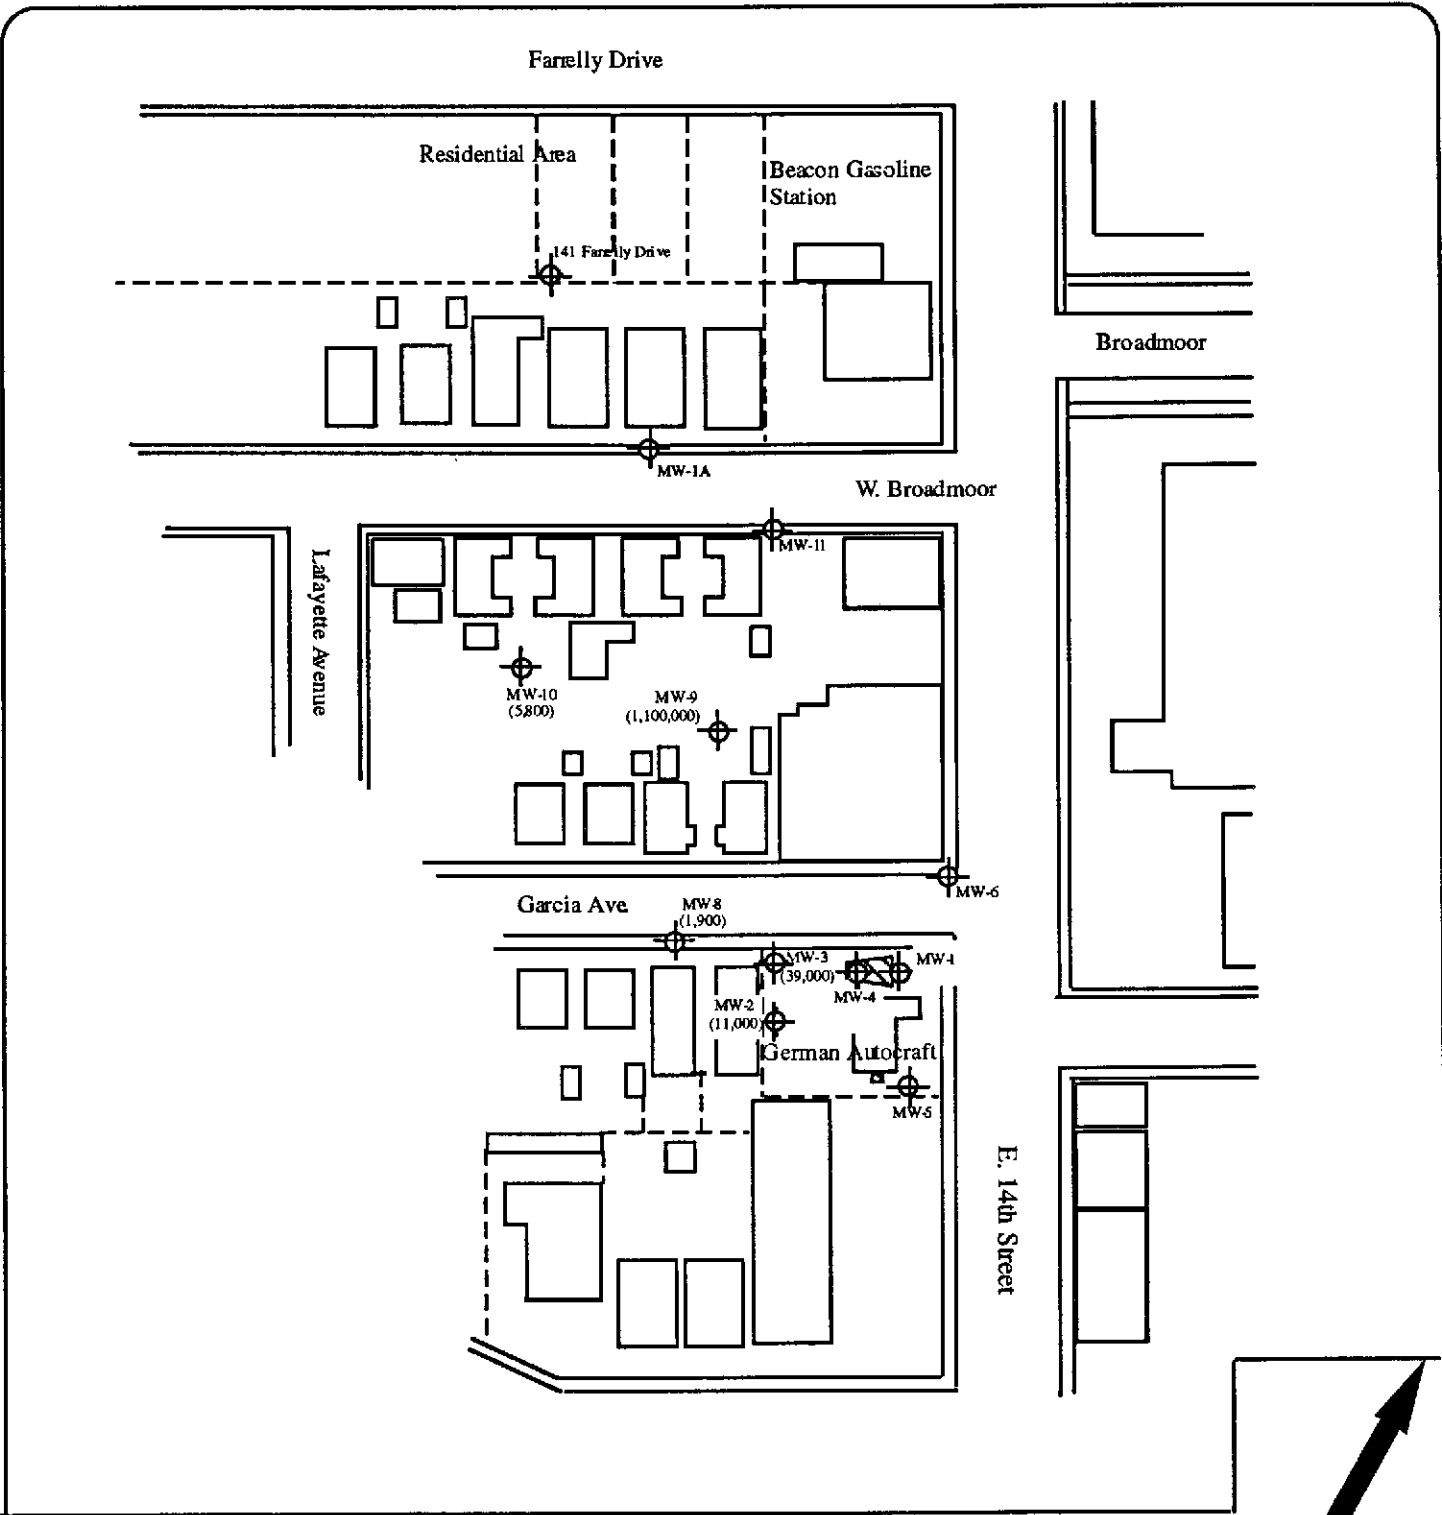 Farrelly Drive
Residential Area
Beacon Gasoline
Station
141 Farrelly Drive
Broadmoor
MW-1A
W. Broadmoor
MW-11
Lafayette Avenue
MW-10
(5,800)
MW-9
(1,100,000)
MW-6
Garcia Ave.
MW-8
(1,900)
MW-3
(39,000)
MW-1
MW-4
MW-2
(11,000)
German Autocraft
MW-5
E. 14th Street